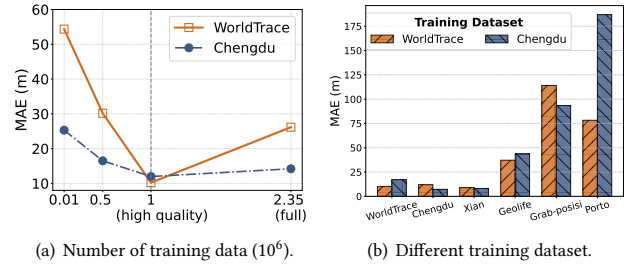 60
50
40
30
20
10
MAE (m)
WorldTrace
Chengdu
0.01 0.5 1 2.35
(high quality) (full)
(a) Number of training data (10⁶).
175
150
125
100
75
50
25
0
MAE (m)
Training Dataset
WorldTrace Chengdu
WorldTrace Chengdu Xian Geolife Grab-posisi Porto
(b) Different training dataset.